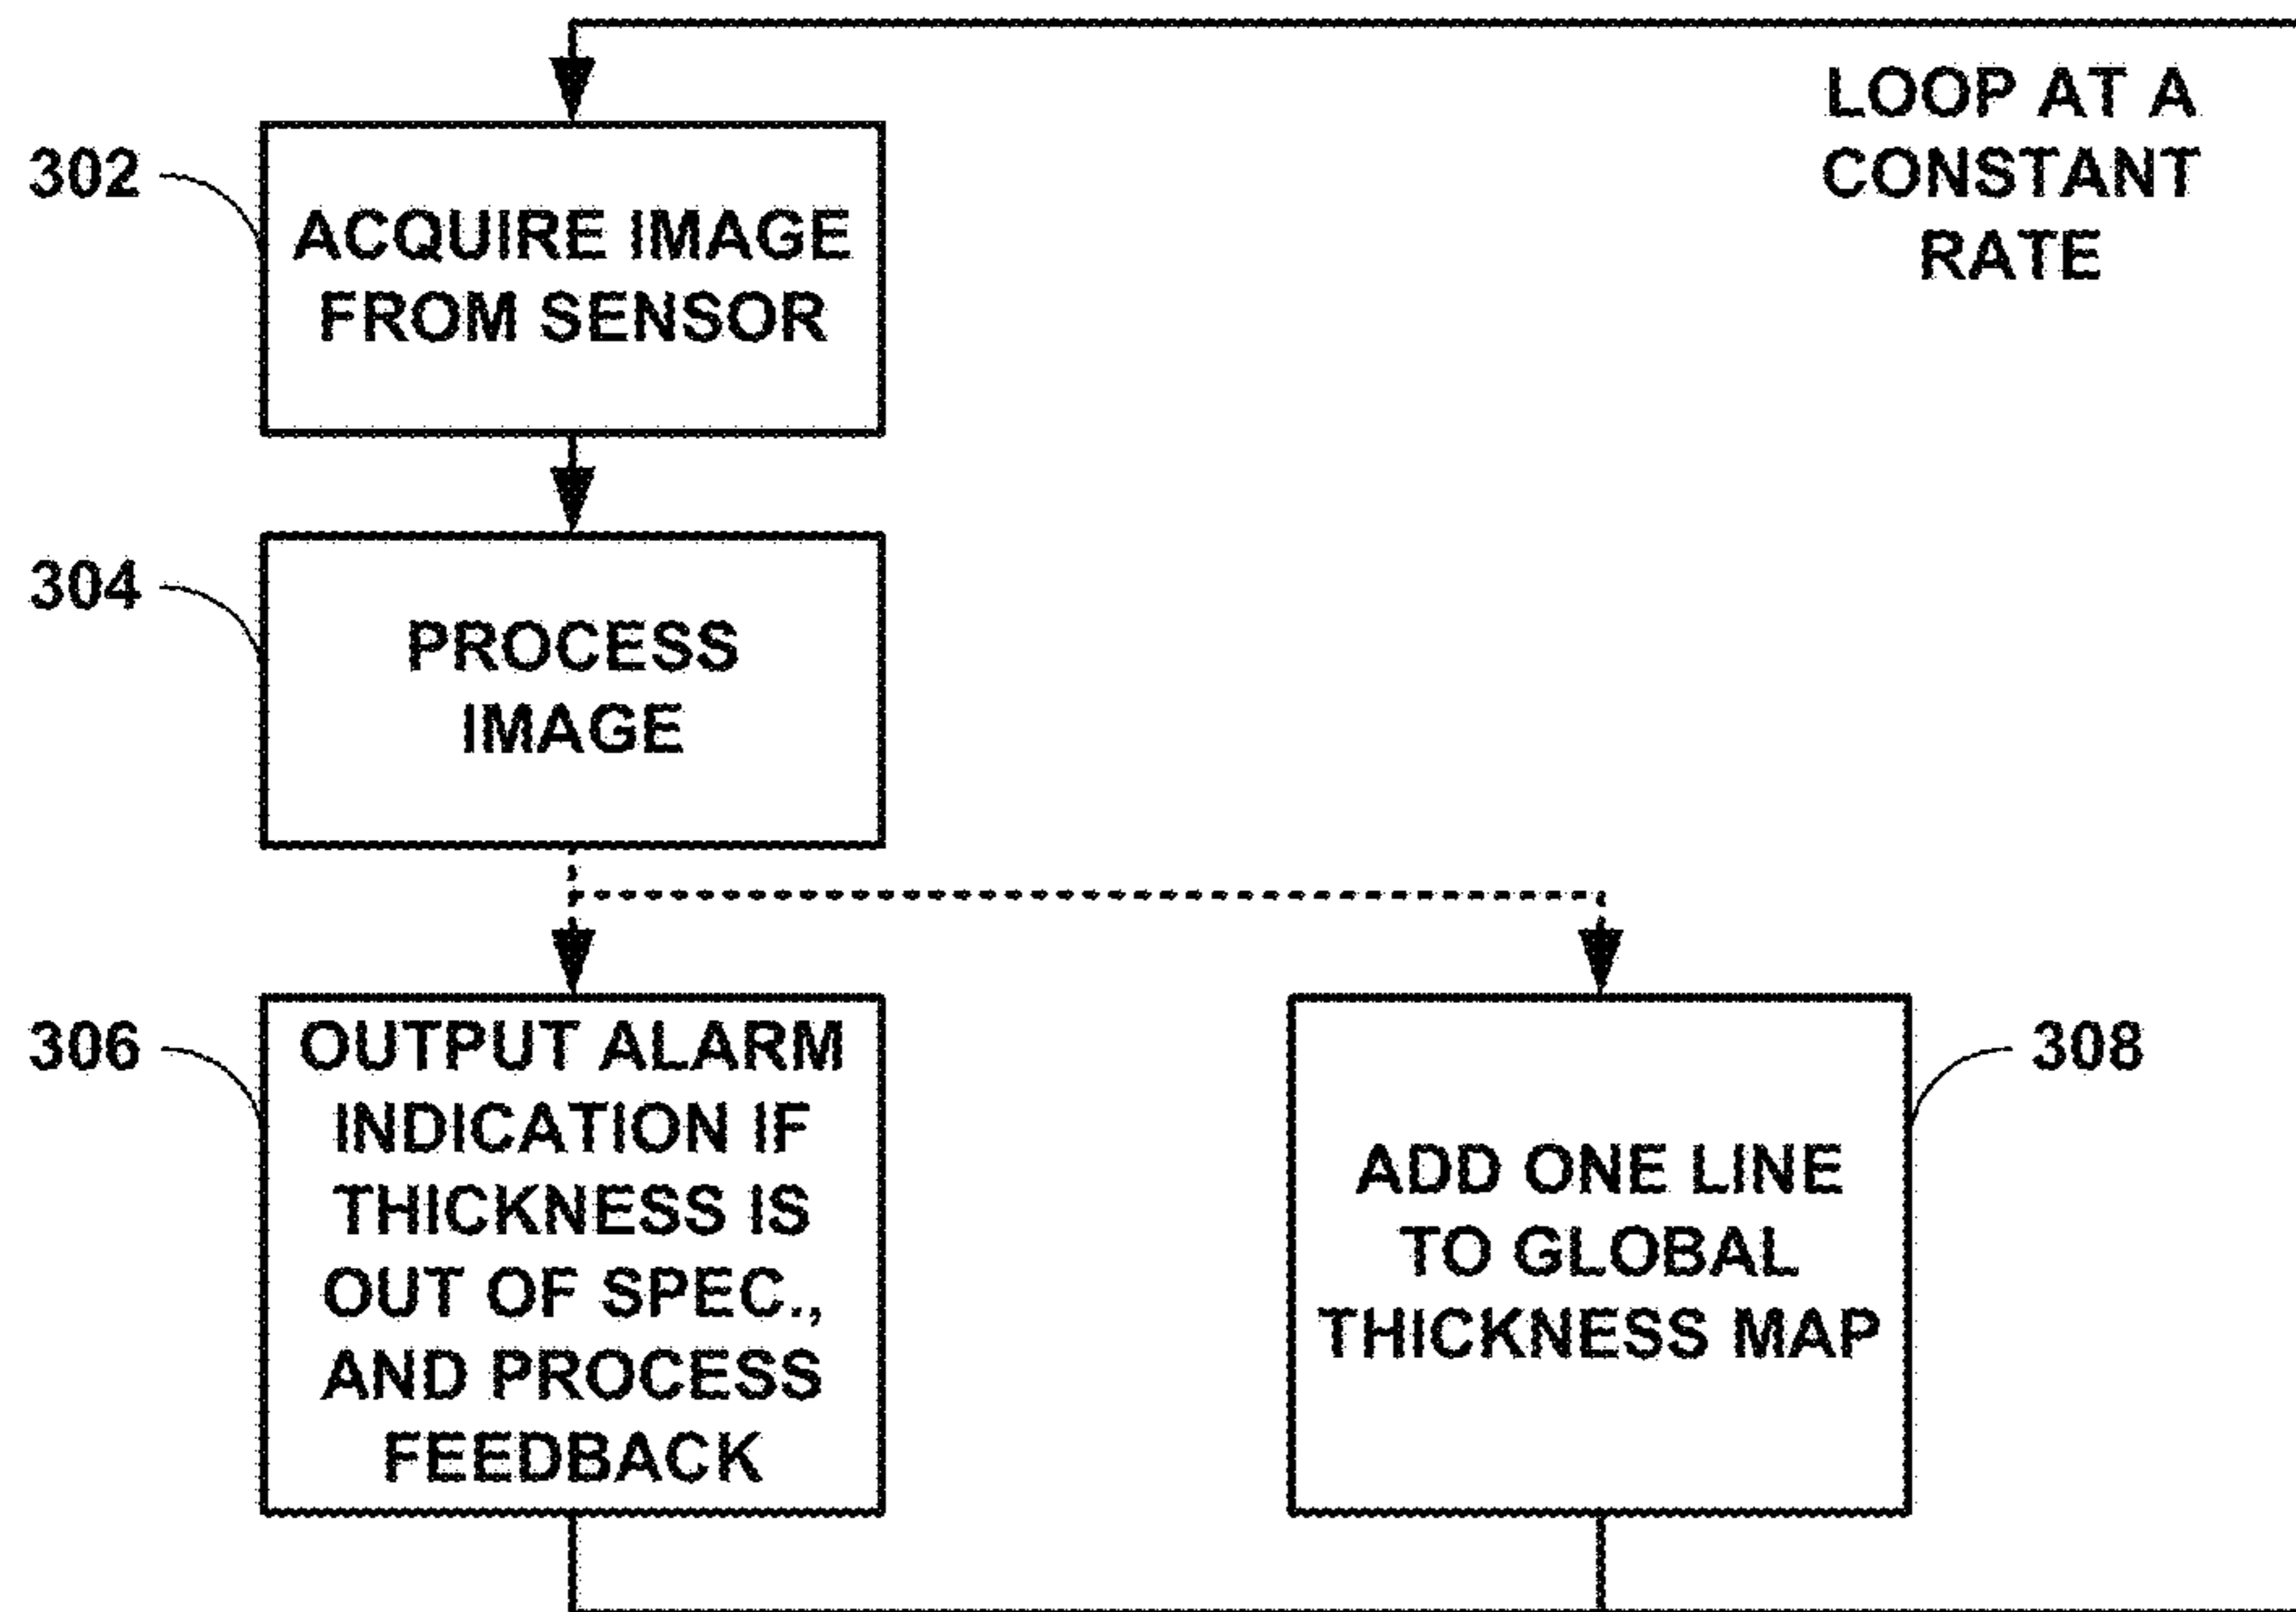 LOOP AT A
CONSTANT
RATE
302
ACQUIRE IMAGE
FROM SENSOR
304
PROCESS
IMAGE
306
OUTPUT ALARM
INDICATION IF
THICKNESS IS
OUT OF SPEC.,
AND PROCESS
FEEDBACK
308
ADD ONE LINE
TO GLOBAL
THICKNESS MAP